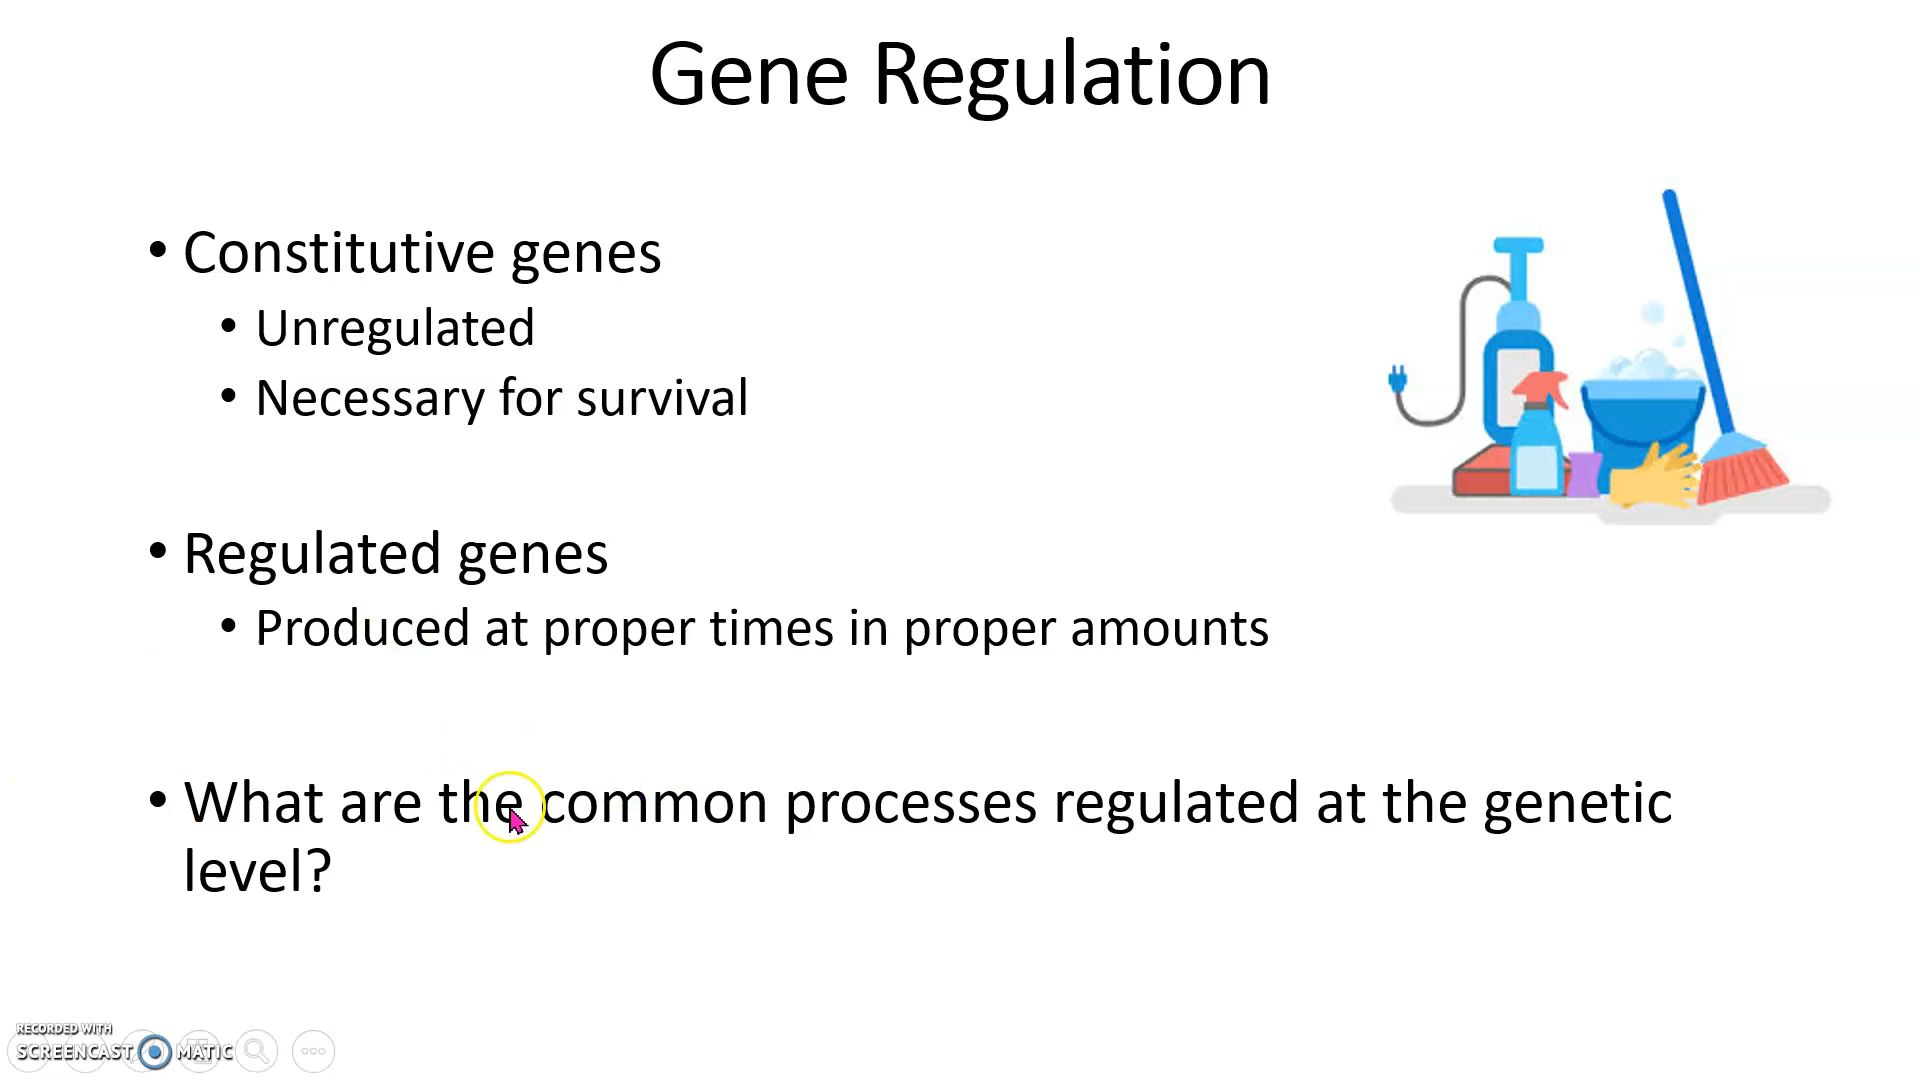 Gene Regulation
• Constitutive genes
• Unregulated
• Necessary for survival
• Regulated genes
• Produced at proper times in proper amounts
• What are the common processes regulated at the genetic
level?
RECORDED WITH
SCREENCAST MATIC